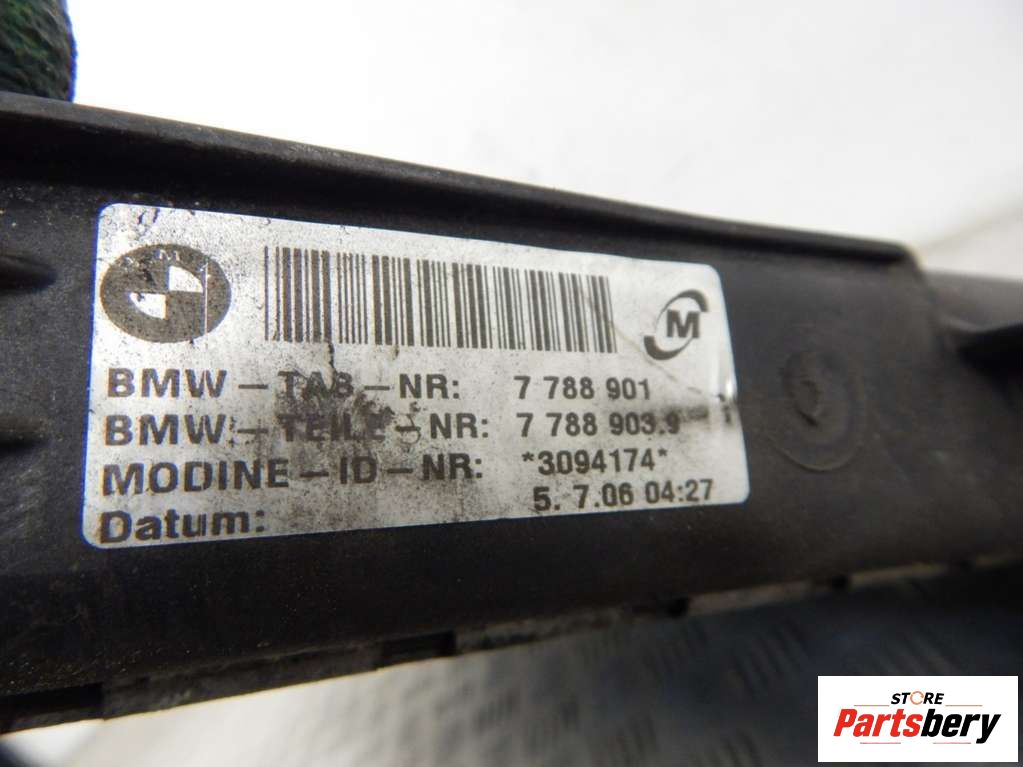 BMW
M
BMW-TAB-NR: 7 788 901
BMW-TEILE-NR: 7 788 903.9
MODINE-ID-NR: *3094174*
Datum: 5. 7.06 04:27
STORE
Partsbery